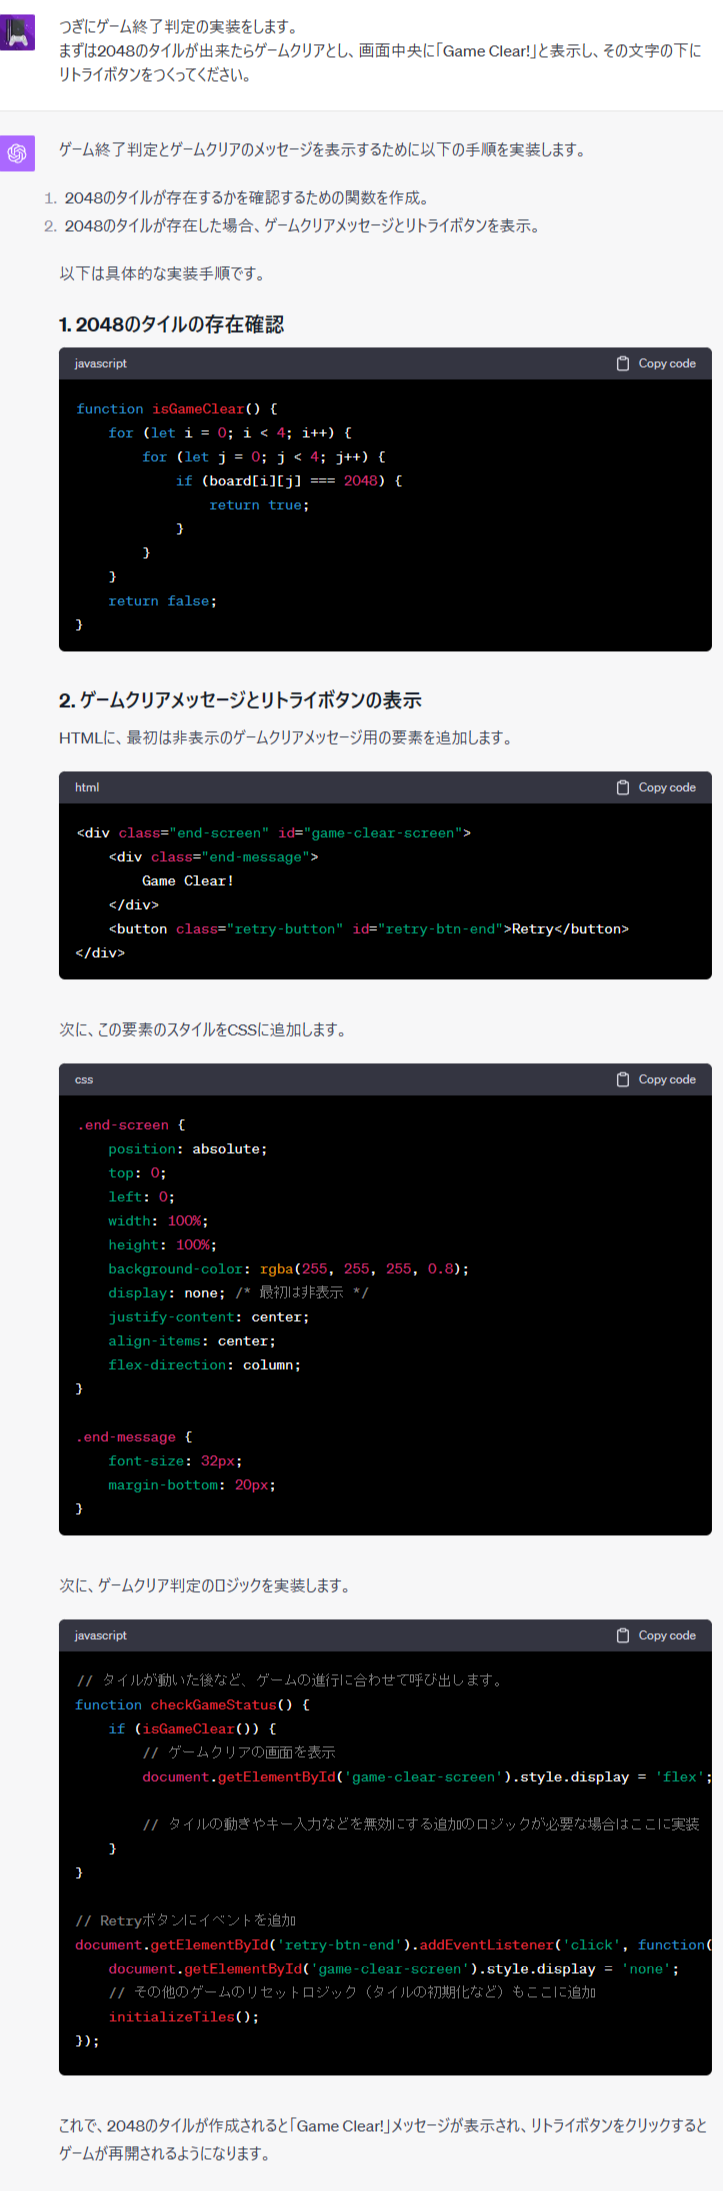 つぎにゲーム終了判定の実装をします。
まずは2048のタイルが出来たらゲームクリアとし、画面中央に「Game Clear!」と表示し、その文字の下に
リトライボタンをつくってください。
ゲーム終了判定とゲームクリアのメッセージを表示するために以下の手順を実装します。
1. 2048のタイルが存在するかを確認するための関数を作成。
2. 2048のタイルが存在した場合、ゲームクリアメッセージとリトライボタンを表示。
以下は具体的な実装手順です。
1. 2048のタイルの存在確認
javascript Copy code
function isGameClear() {
    for (let i = 0; i < 4; i++) {
        for (let j = 0; j < 4; j++) {
            if (board[i][j] === 2048) {
                return true;
            }
        }
    }
    return false;
}
2. ゲームクリアメッセージとリトライボタンの表示
HTMLに、最初は非表示のゲームクリアメッセージ用の要素を追加します。
html Copy code
<div class="end-screen" id="game-clear-screen">
    <div class="end-message">
        Game Clear!
    </div>
    <button class="retry-button" id="retry-btn-end">Retry</button>
</div>
次に、この要素のスタイルをCSSに追加します。
css Copy code
.end-screen {
    position: absolute;
    top: 0;
    left: 0;
    width: 100%;
    height: 100%;
    background-color: rgba(255, 255, 255, 0.8);
    display: none; /* 最初は非表示 */
    justify-content: center;
    align-items: center;
    flex-direction: column;
}
.end-message {
    font-size: 32px;
    margin-bottom: 20px;
}
次に、ゲームクリア判定のロジックを実装します。
javascript Copy code
// タイルが動いた後など、ゲームの進行に合わせて呼び出します。
function checkGameStatus() {
    if (isGameClear()) {
        // ゲームクリアの画面を表示
        document.getElementById('game-clear-screen').style.display = 'flex';
        // タイルの動きやキー入力などを無効にする追加のロジックが必要な場合はここに実装
    }
}
// Retryボタンにイベントを追加
document.getElementById('retry-btn-end').addEventListener('click', function(
    document.getElementById('game-clear-screen').style.display = 'none';
    // その他のゲームのリセットロジック（タイルの初期化など）もここに追加
    initializeTiles();
});
これで、2048のタイルが作成されると「Game Clear!」メッセージが表示され、リトライボタンをクリックすると
ゲームが再開されるようになります。